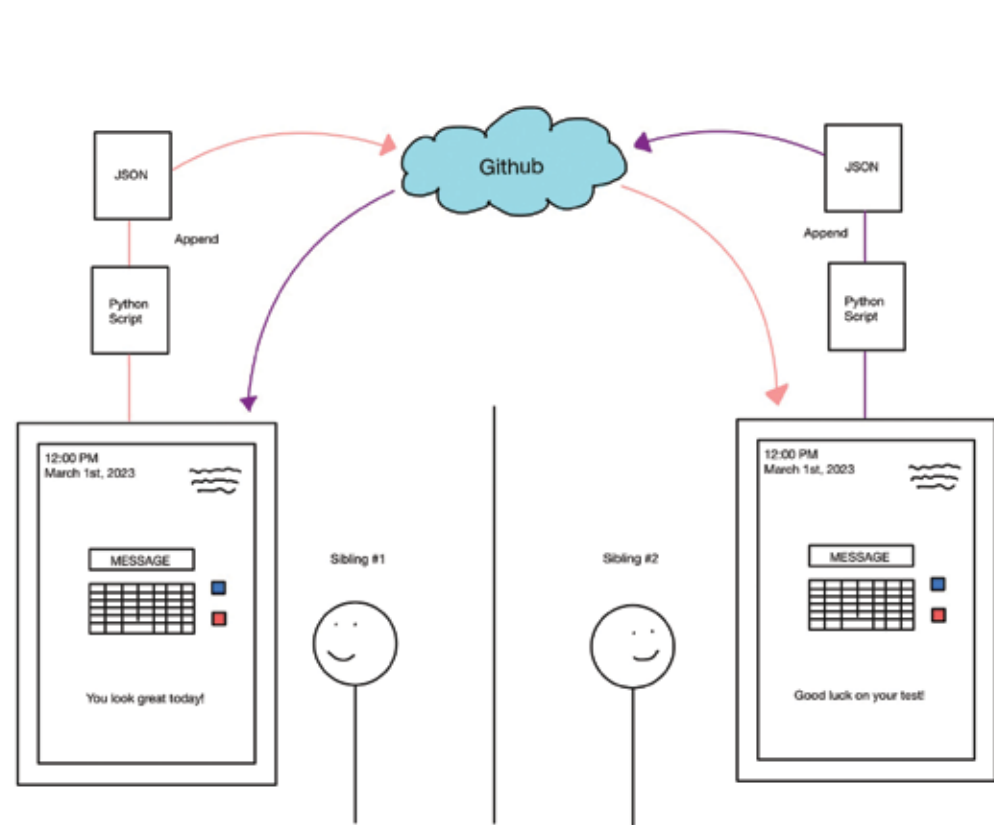 Github
JSON
JSON
Append
Append
Python
Script
Python
Script
12:00 PM
March 1st, 2023
12:00 PM
March 1st, 2023
MESSAGE
Sibling #1
Sibling #2
MESSAGE
You look great today!
Good luck on your test!